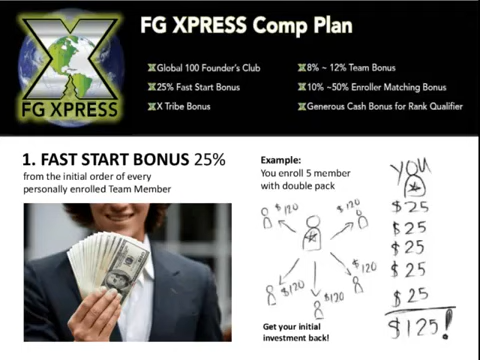 FG XPRESS Comp Plan
X
FG XPRESS
Global 100 Founder's Club
25% Fast Start Bonus
X Tribe Bonus
8% ~ 12% Team Bonus
10% ~50% Enroller Matching Bonus
Generous Cash Bonus for Rank Qualifier
1. FAST START BONUS 25%
from the initial order of every
personally enrolled Team Member
Example:
You enroll 5 member
with double pack
$120
$120
$120
$120
$120
Get your initial
investment back!
YOU
$25
$25
$25
$25
$25
$125!